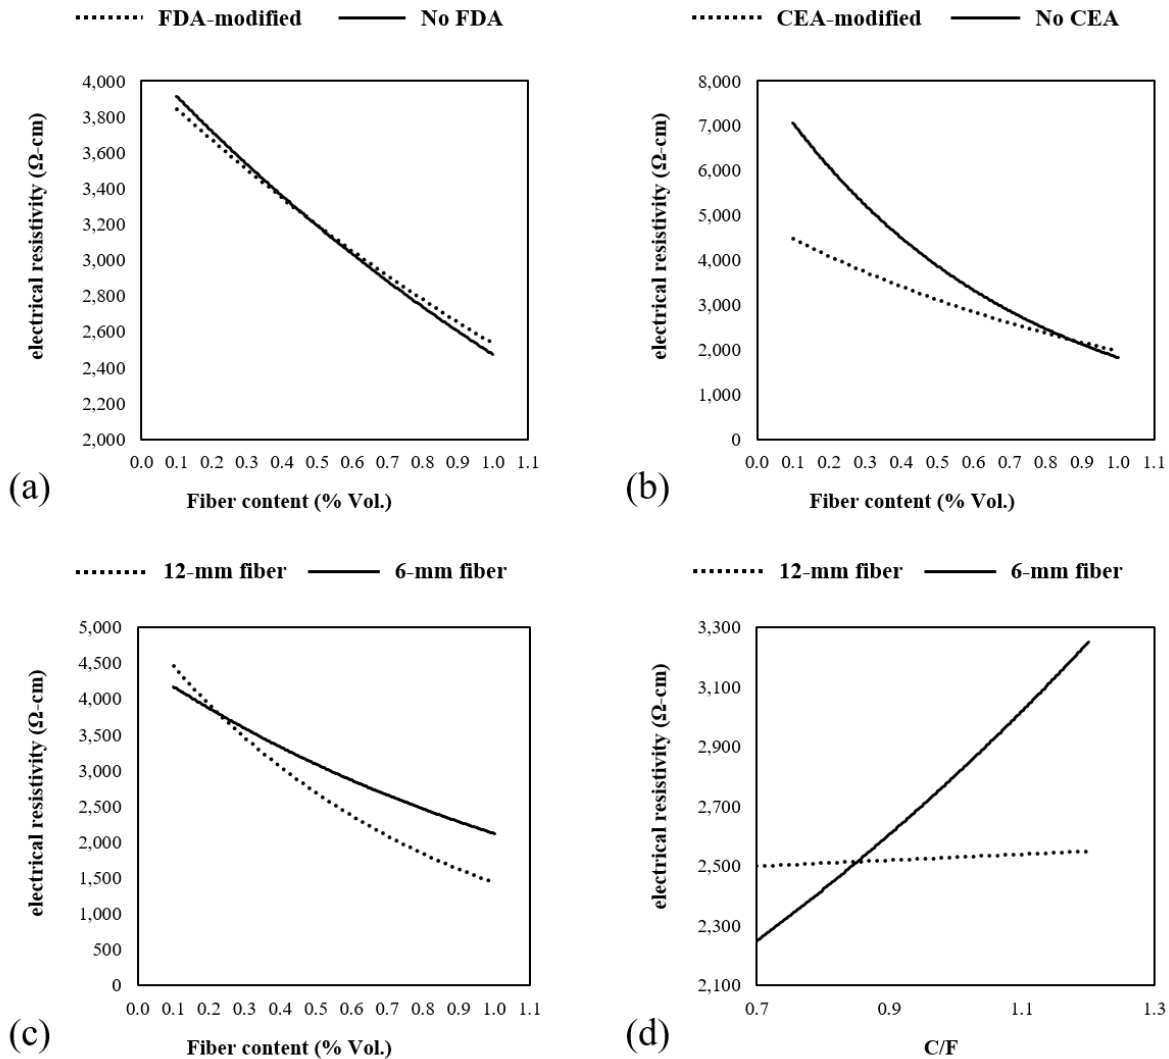 FDA-modified No FDA
electrical resistivity (Ω-cm)
4,000
3,800
3,600
3,400
3,200
3,000
2,800
2,600
2,400
2,200
2,000
0.0 0.1 0.2 0.3 0.4 0.5 0.6 0.7 0.8 0.9 1.0 1.1
Fiber content (% Vol.)
(a)
CEA-modified No CEA
electrical resistivity (Ω-cm)
8,000
7,000
6,000
5,000
4,000
3,000
2,000
1,000
0
0.0 0.1 0.2 0.3 0.4 0.5 0.6 0.7 0.8 0.9 1.0 1.1
Fiber content (% Vol.)
(b)
12-mm fiber 6-mm fiber
electrical resistivity (Ω-cm)
5,000
4,500
4,000
3,500
3,000
2,500
2,000
1,500
1,000
500
0
0.0 0.1 0.2 0.3 0.4 0.5 0.6 0.7 0.8 0.9 1.0 1.1
Fiber content (% Vol.)
(c)
12-mm fiber 6-mm fiber
electrical resistivity (Ω-cm)
3,300
3,100
2,900
2,700
2,500
2,300
2,100
0.7 0.9 1.1 1.3
C/F
(d)